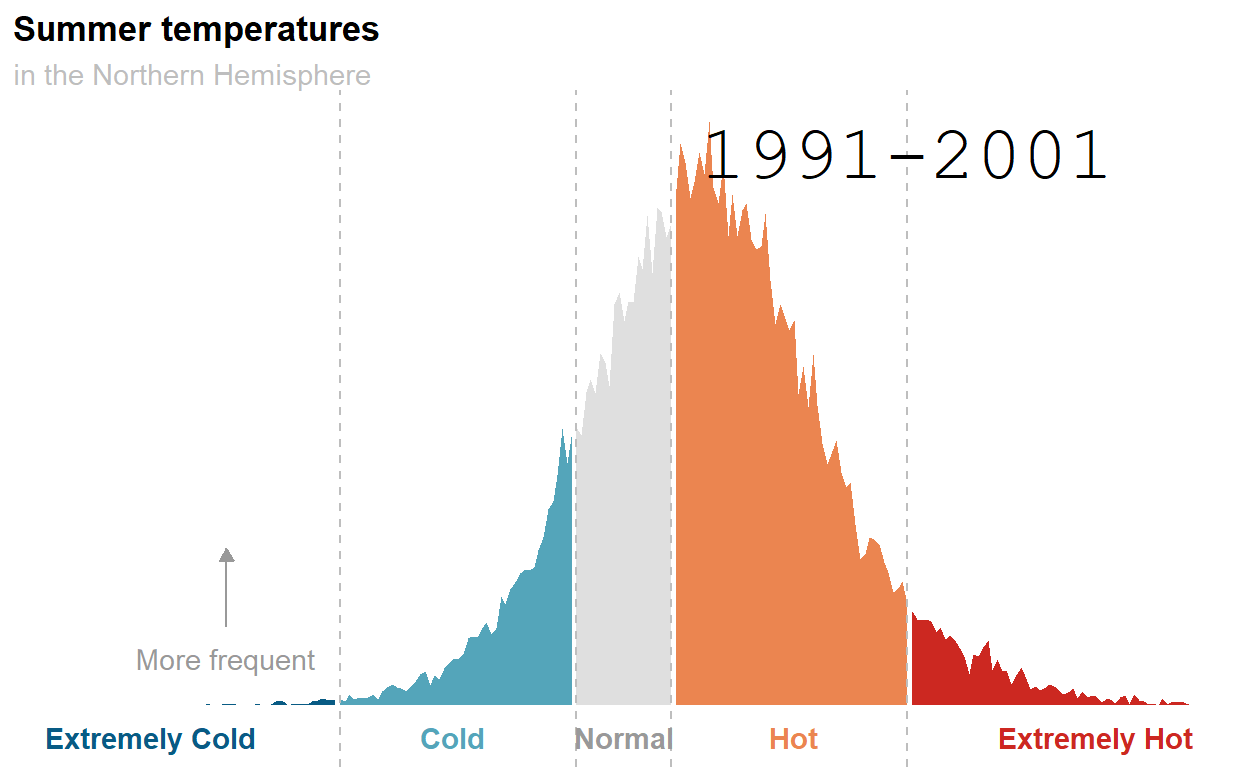 Summer temperatures
in the Northern Hemisphere
1991-2001
More frequent
Extremely Cold
Cold
Normal
Hot
Extremely Hot